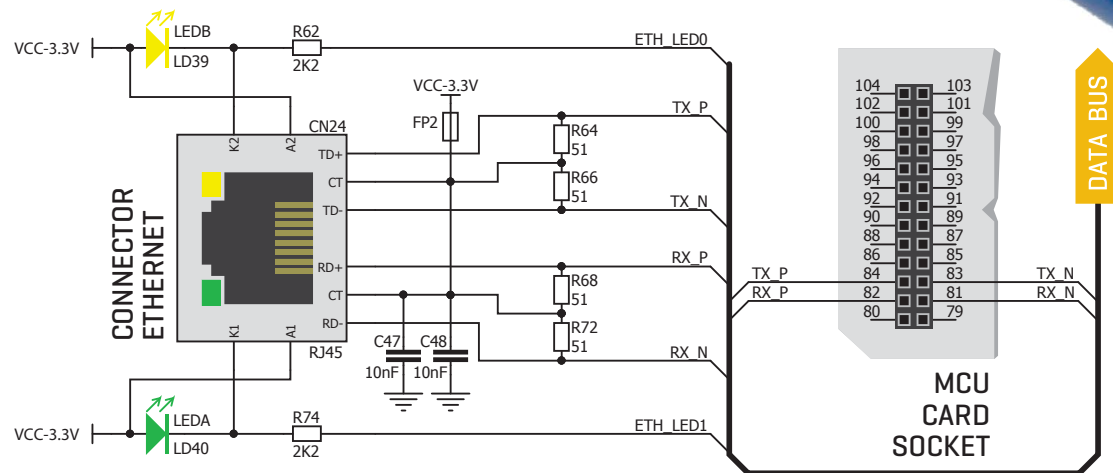 VCC-3.3V
LEDB
LD39
R62
2K2
ETH_LED0
VCC-3.3V
FP2
CN24
K2
A2
TD+
CT
TD-
RD+
CT
RD-
K1
A1
RJ45
CONNECTOR
ETHERNET
TX_P
R64
51
R66
51
TX_N
RX_P
R68
51
R72
51
RX_N
C47
10nF
C48
10nF
VCC-3.3V
LEDA
LD40
R74
2K2
ETH_LED1
104 103
102 101
100 99
98 97
96 95
94 93
92 91
90 89
88 87
86 85
TX_P 84 83 TX_N
RX_P 82 81 RX_N
80 79
MCU
CARD
SOCKET
DATA BUS